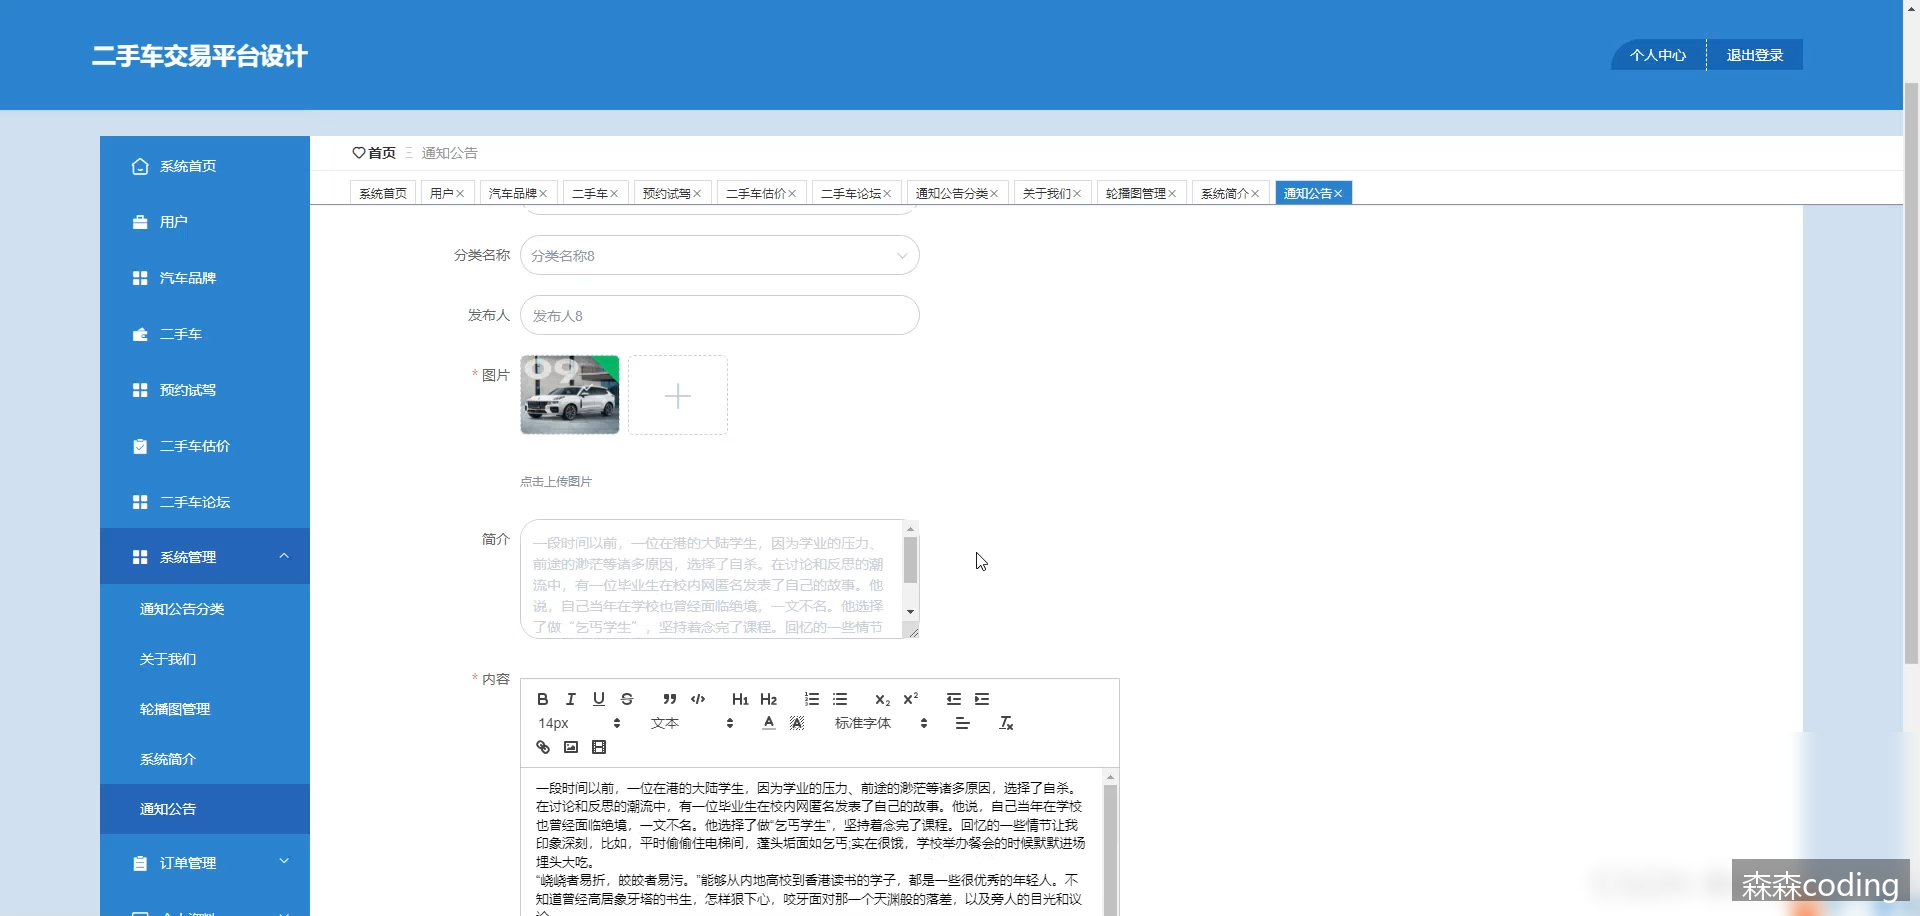 二手车交易平台设计
个人中心
退出登录
首页
通知公告
系统首页
用户
汽车品牌
二手车
预约试驾
二手车估价
二手车论坛
通知公告分类
关于我们
轮播图管理
系统简介
通知公告
系统首页
用户
汽车品牌
二手车
预约试驾
二手车估价
二手车论坛
系统管理
通知公告分类
关于我们
轮播图管理
系统简介
通知公告
订单管理
分类名称
分类名称8
发布人
发布人8
* 图片
09
点击上传图片
简介
一段时间以前，一位在港的大陆学生，因为学业的压力、
前途的渺茫等诸多原因，选择了自杀。在讨论和反思的潮
流中，有一位毕业生在校内网匿名发表了自己的故事。他
说，自己当年在学校也曾经面临绝境，一文不名。他选择
了做“乞丐学生”，坚持着念完了课程。回忆的一些情节
* 内容
14px
文本
标准字体
一段时间以前，一位在港的大陆学生，因为学业的压力、前途的渺茫等诸多原因，选择了自杀。
在讨论和反思的潮流中，有一位毕业生在校内网匿名发表了自己的故事。他说，自己当年在学校
也曾经面临绝境，一文不名。他选择了做“乞丐学生”，坚持着念完了课程。回忆的一些情节让我
印象深刻，比如，平时偷偷住电梯间，蓬头垢面如乞丐;实在很饿，学校举办餐会的时候默默进场
埋头大吃。
“峣峣者易折，皎皎者易污。”能够从内地高校到香港读书的学子，都是一些很优秀的年轻人。不
知道曾经高居象牙塔的书生，怎样狠下心，咬牙面对那一个天渊般的落差，以及旁人的目光和议
森森coding